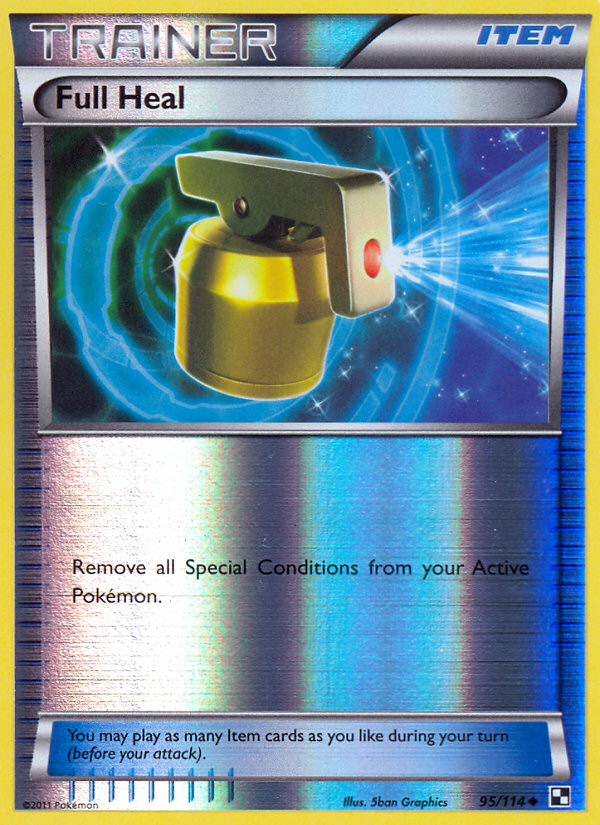 TRAINER
ITEM
Full Heal
Remove all Special Conditions from your Active
Pokémon.
You may play as many Item cards as you like during your turn
(before your attack).
©2011 Pokémon
Illus. 5ban Graphics
95/114